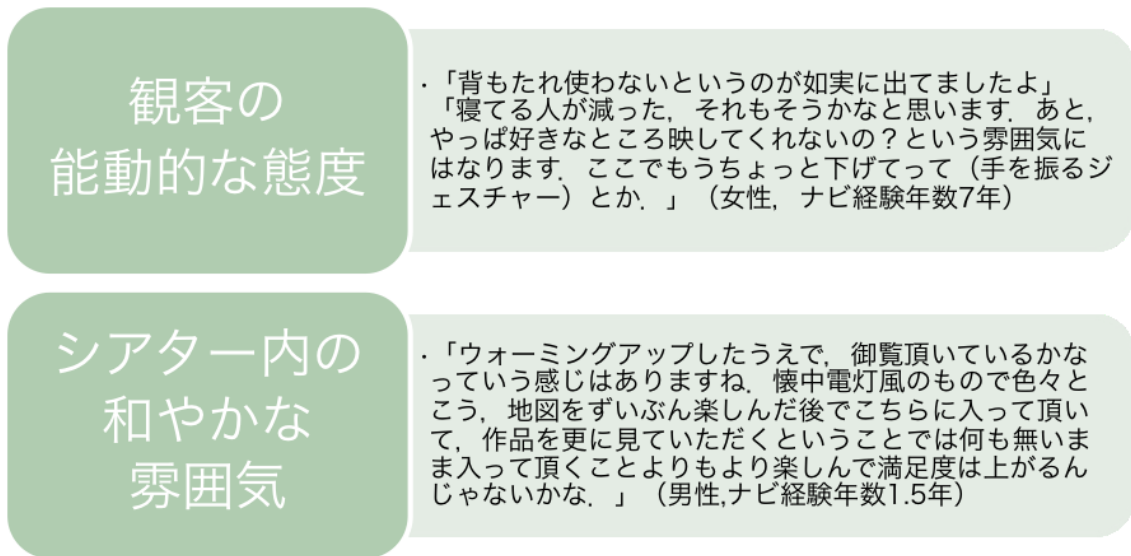 観客の
能動的な態度
・「背もたれ使わないというのが如実に出てましたよ」
「寝てる人が減った，それもそうかなと思います．あと，
やっぱ好きなところ映してくれないの？という雰囲気に
はなります．ここでもうちょっと下げてって（手を振るジ
ェスチャー）とか．」（女性，ナビ経験年数7年）
シアター内の
和やかな
雰囲気
・「ウォーミングアップしたうえで，御覧頂いているかな
っていう感じはありますね．懐中電灯風のもので色々と
こう，地図をずいぶん楽しんだ後でこちらに入って頂い
て，作品を更に見ていただくということでは何も無いま
ま入って頂くことよりもより楽しんで満足度は上がるん
じゃないかな．」（男性,ナビ経験年数1.5年）